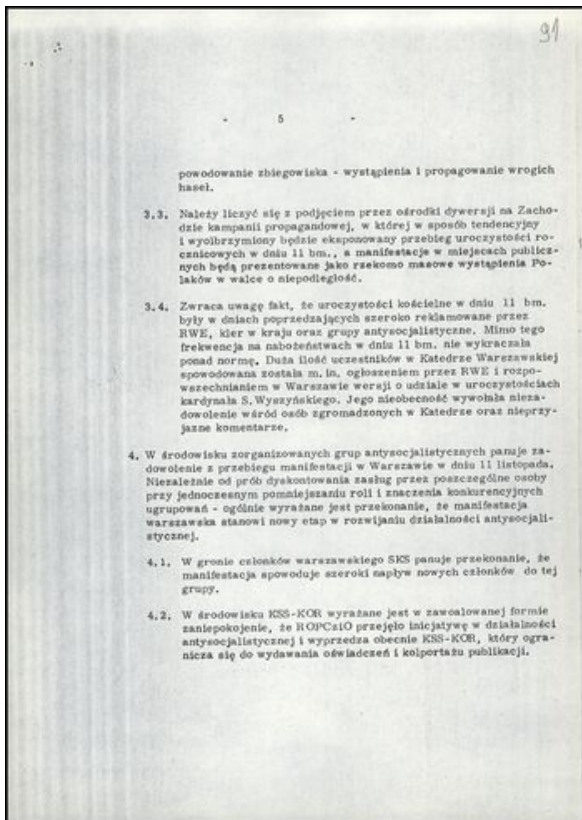 91
- 5 -
powodowanie zbiegowiska - wystąpienia i propagowanie wrogich
haseł.
3.3. Należy liczyć się z podjęciem przez ośrodki dywersji na Zacho-
dzie kampanii propagandowej, w której w sposób tendencyjny
i wyolbrzymiony będzie eksponowany przebieg uroczystości ro-
cznicowych w dniu 11 bm., a manifestacje w miejscach publicz-
nych będą prezentowane jako rzekomo masowe wystąpienia Po-
laków w walce o niepodległość.
3.4. Zwraca uwagę fakt, że uroczystości kościelne w dniu 11 bm.
były w dniach poprzedzających szeroko reklamowane przez
RWE, kler w kraju oraz grupy antysocjalistyczne. Mimo tego
frekwencja na nabożeństwach w dniu 11 bm. nie wykraczała
ponad normę. Duża ilość uczestników w Katedrze Warszawskiej
spowodowana została m.in. ogłoszeniem przez RWE i rozpo-
wszechnianiem w Warszawie wersji o udziale w uroczystościach
kardynała S. Wyszyńskiego. Jego nieobecność wywołała nieza-
dowolenie wśród osób zgromadzonych w Katedrze oraz nieprzy-
jazne komentarze.
4. W środowisku zorganizowanych grup antysocjalistycznych panuje za-
dowolenie z przebiegu manifestacji w Warszawie w dniu 11 listopada.
Niezależnie od prób dyskontowania zasług przez poszczególne osoby
przy jednoczesnym pomniejszaniu roli i znaczenia konkurencyjnych
ugrupowań - ogólnie wyrażane jest przekonanie, że manifestacja
warszawska stanowi nowy etap w rozwijaniu działalności antysocjali-
stycznej.
4.1. W gronie członków warszawskiego SKS panuje przekonanie, że
manifestacja spowoduje szeroki napływ nowych członków do tej
grupy.
4.2. W środowisku KSS-KOR wyrażane jest w zawoalowanej formie
zaniepokojenie, że ROPCziO przejęło inicjatywę w działalności
antysocjalistycznej i wyprzedza obecnie KSS-KOR, który ogra-
nicza się do wydawania oświadczeń i kolportażu publikacji.